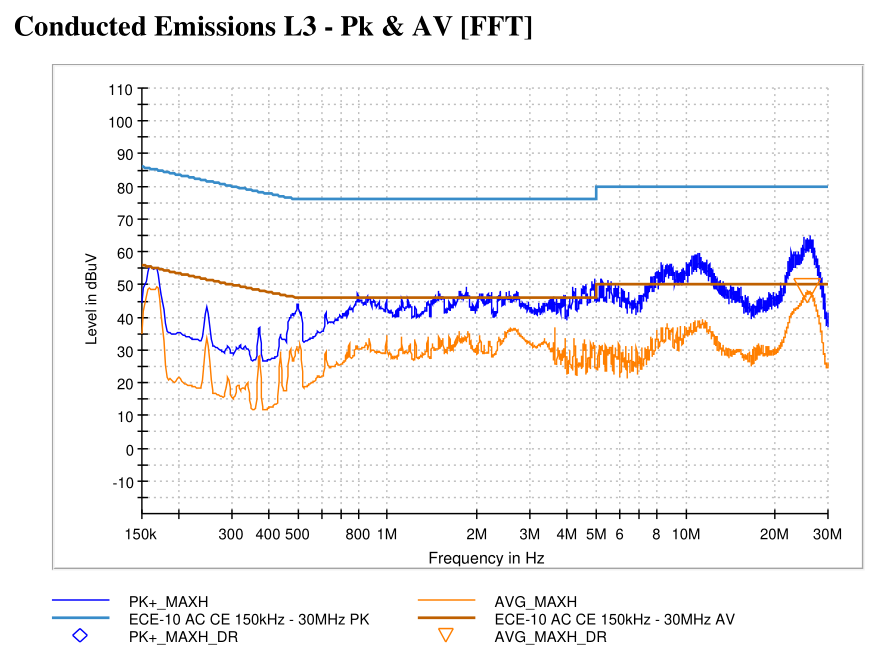 Conducted Emissions L3 - Pk & AV [FFT]
110
100
90
80
70
60
50
40
30
20
10
0
-10
Level in dBuV
150k 300 400 500 800 1M 2M 3M 4M 5M 6 8 10M 20M 30M
Frequency in Hz
PK+_MAXH AVG_MAXH
ECE-10 AC CE 150kHz - 30MHz PK ECE-10 AC CE 150kHz - 30MHz AV
PK+_MAXH_DR AVG_MAXH_DR